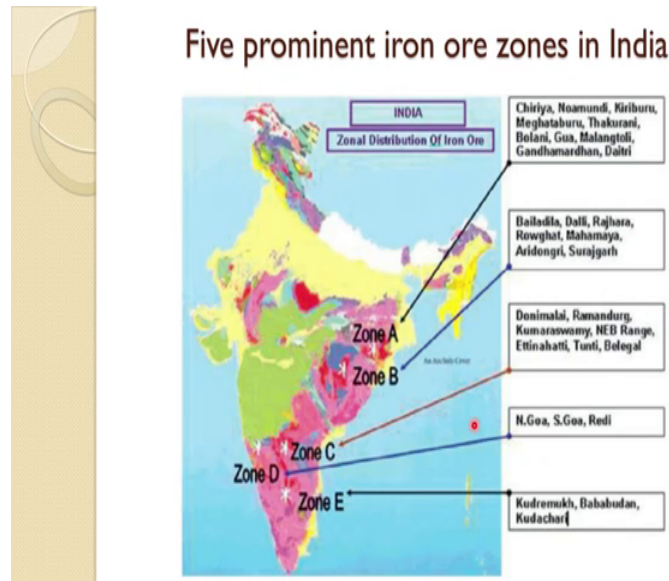 Five prominent iron ore zones in India
INDIA
Zonal Distribution Of Iron Ore
Chiriya, Noamundi, Kiriburu,
Meghataburu, Thakurani,
Bolani, Gua, Malangtoli,
Gandhamardhan, Daitri
Bailadila, Dalli, Rajhara,
Rowghat, Mahamaya,
Aridongri, Surajgarh
Donimalai, Ramandurg,
Kumaraswamy, NEB Range,
Ettinahatti, Tunti, Belegal
N.Goa, S.Goa, Redi
Kudremukh, Bababudan,
Kudachari
Zone A
Zone B
Zone C
Zone D
Zone E